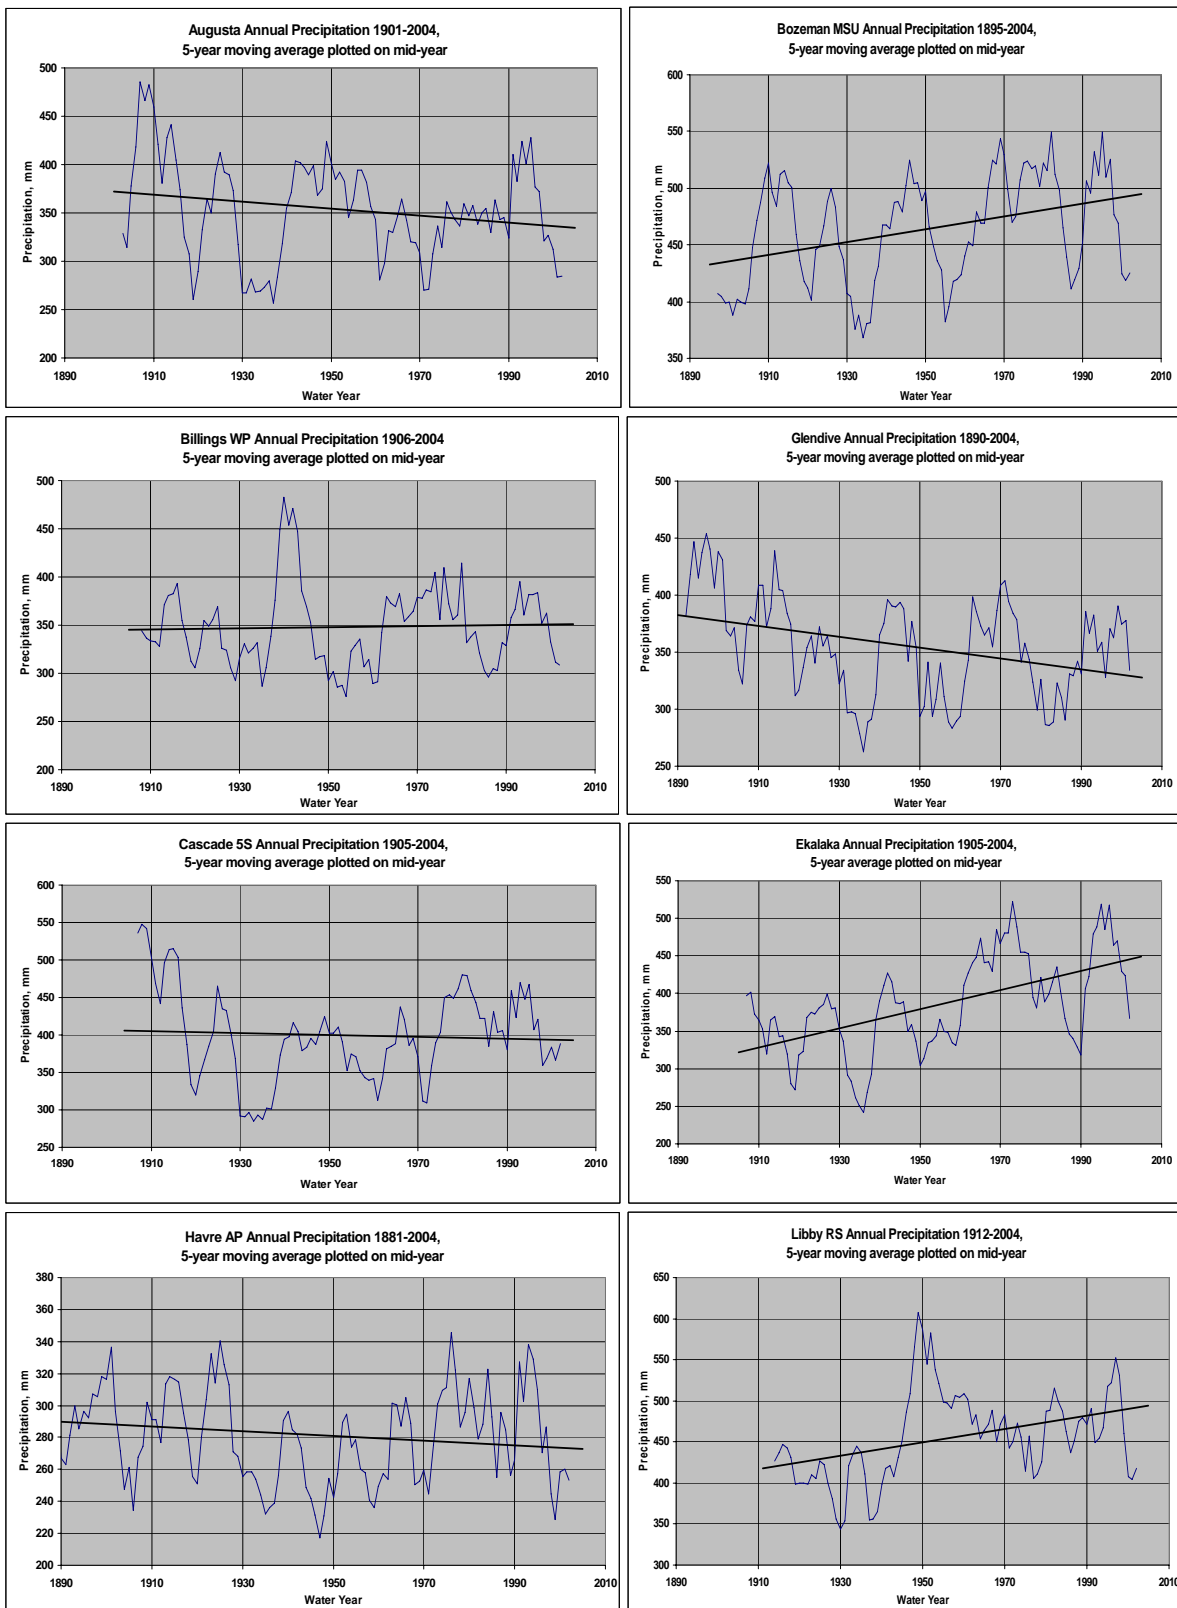 Augusta Annual Precipitation 1901-2004,
5-year moving average plotted on mid-year
500
450
400
350
300
250
200
Precipitation, mm
1890 1910 1930 1950 1970 1990 2010
Water Year
Bozeman MSU Annual Precipitation 1895-2004,
5-year moving average plotted on mid-year
600
550
500
450
400
350
Precipitation, mm
1890 1910 1930 1950 1970 1990 2010
Water Year
Billings WP Annual Precipitation 1906-2004
5-year moving average plotted on mid-year
500
450
400
350
300
250
200
Precipitation, mm
1890 1910 1930 1950 1970 1990 2010
Water Year
Glendive Annual Precipitation 1890-2004,
5-year moving average plotted on mid-year
500
450
400
350
300
250
Precipitation, mm
1890 1910 1930 1950 1970 1990 2010
Water Year
Cascade 5S Annual Precipitation 1905-2004,
5-year moving average plotted on mid-year
600
550
500
450
400
350
300
250
Precipitation, mm
1890 1910 1930 1950 1970 1990 2010
Water Year
Ekalaka Annual Precipitation 1905-2004,
5-year average plotted on mid-year
550
500
450
400
350
300
250
200
Precipitation, mm
1890 1910 1930 1950 1970 1990 2010
Water Year
Havre AP Annual Precipitation 1881-2004,
5-year moving average plotted on mid-year
380
360
340
320
300
280
260
240
220
200
Precipitation, mm
1890 1910 1930 1950 1970 1990 2010
Water Year
Libby RS Annual Precipitation 1912-2004,
5-year moving average plotted on mid-year
650
600
550
500
450
400
350
300
Precipitation, mm
1890 1910 1930 1950 1970 1990 2010
Water Year